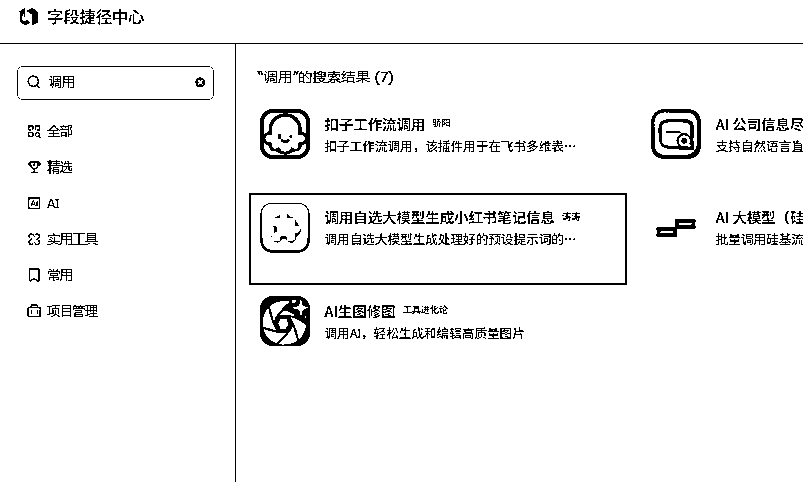 字段捷径中心
调用
全部
精选
AI
实用工具
常用
项目管理
“调用”的搜索结果 (7)
扣子工作流调用 骄阳
扣子工作流调用，该插件用于在飞书多维表…
AI 公司信息尽
支持自然语言直
调用自选大模型生成小红书笔记信息 涛涛
调用自选大模型生成处理好的预设提示词的…
AI 大模型（硅
批量调用硅基流
AI生图修图 工具进化论
调用AI，轻松生成和编辑高质量图片